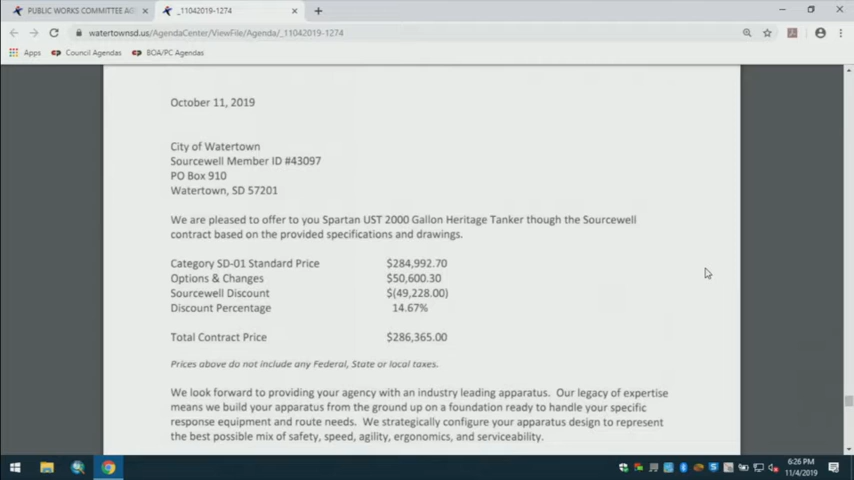 PUBLIC WORKS COMMITTEE AG
_11042019-1274
watertownsd.us/AgendaCenter/ViewFile/Agenda/_11042019-1274
Apps
Council Agendas
BOA/PC Agendas
October 11, 2019
City of Watertown
Sourcewell Member ID #43097
PO Box 910
Watertown, SD 57201
We are pleased to offer to you Spartan UST 2000 Gallon Heritage Tanker though the Sourcewell
contract based on the provided specifications and drawings.
Category SD-01 Standard Price $284,992.70
Options & Changes $50,600.30
Sourcewell Discount $(49,228.00)
Discount Percentage 14.67%
Total Contract Price $286,365.00
Prices above do not include any Federal, State or local taxes.
We look forward to providing your agency with an industry leading apparatus. Our legacy of expertise
means we build your apparatus from the ground up on a foundation ready to handle your specific
response equipment and route needs. We strategically configure your apparatus design to represent
the best possible mix of safety, speed, agility, ergonomics, and serviceability.
6:26 PM
11/4/2019